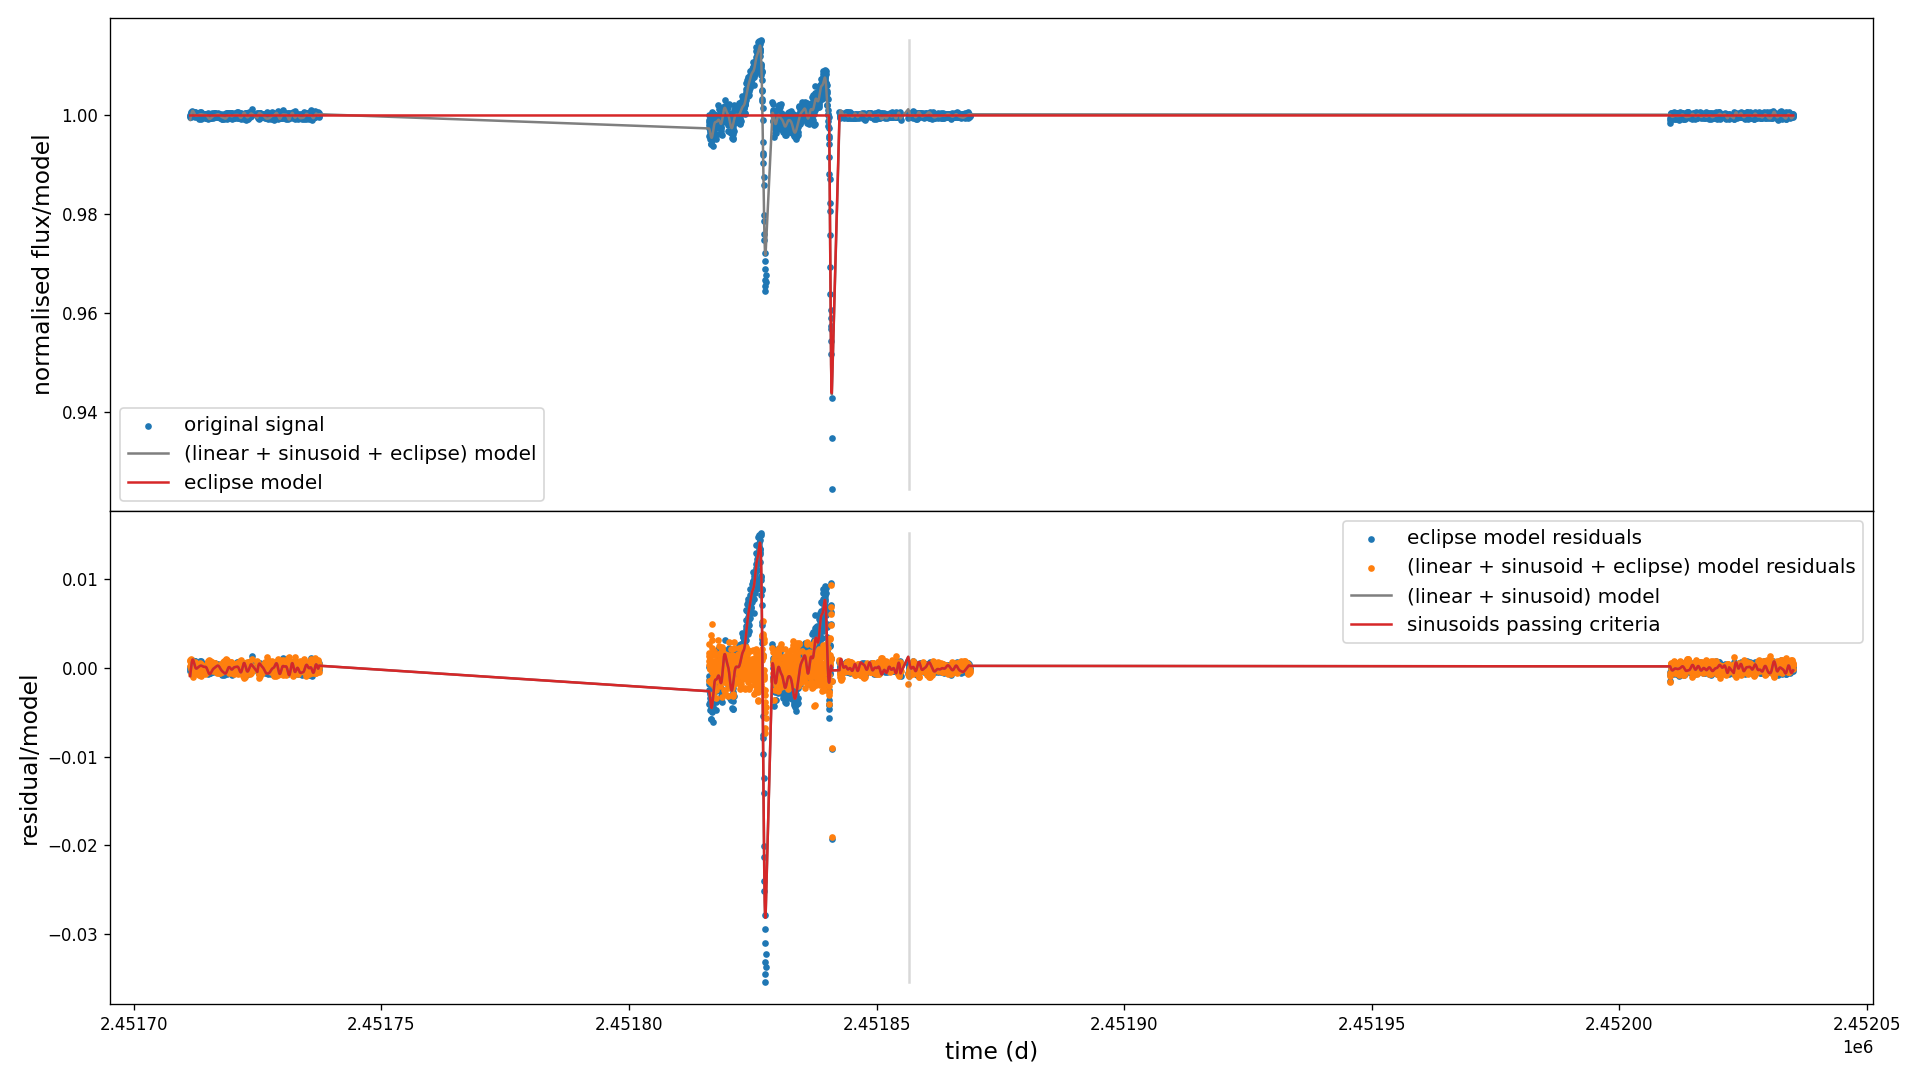 normalised flux/model
1.00
0.98
0.96
0.94
original signal
(linear + sinusoid + eclipse) model
eclipse model
residual/model
0.01
0.00
−0.01
−0.02
−0.03
eclipse model residuals
(linear + sinusoid + eclipse) model residuals
(linear + sinusoid) model
sinusoids passing criteria
2.45170
2.45175
2.45180
2.45185
2.45190
2.45195
2.45200
2.45205
1e6
time (d)